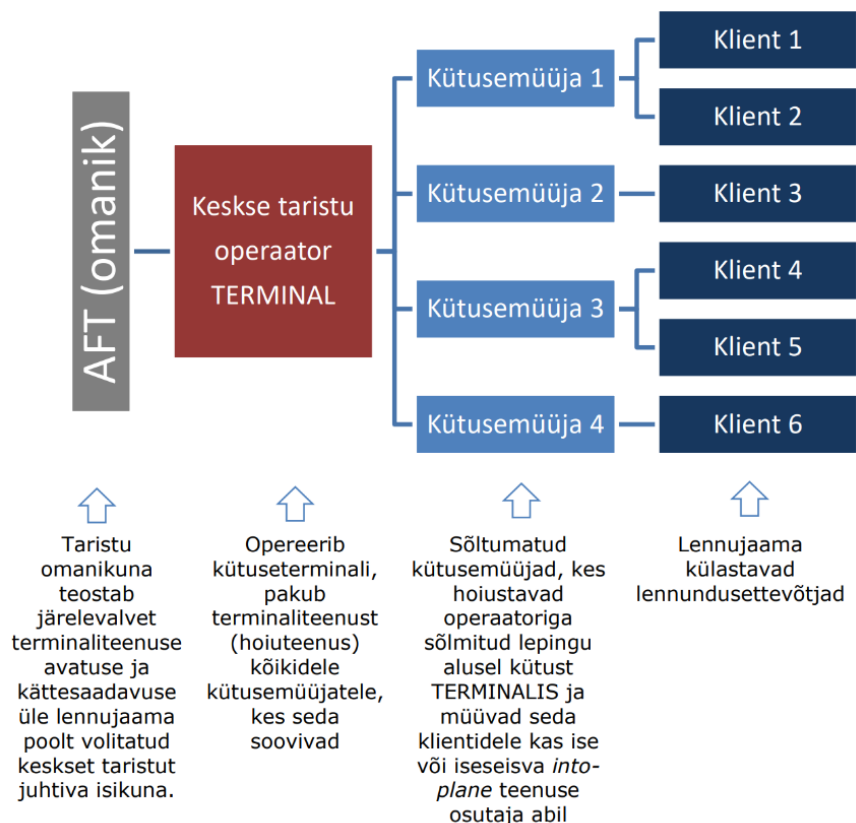 AFT (omanik)
Keskse taristu
operaator
TERMINAL
Kütusemüüja 1
Kütusemüüja 2
Kütusemüüja 3
Kütusemüüja 4
Klient 1
Klient 2
Klient 3
Klient 4
Klient 5
Klient 6
Taristu
omanikuna
teostab
järelevalvet
terminaliteenuse
avatuse ja
kättesaadavuse
üle lennujaama
poolt volitatud
keskset taristut
juhtiva isikuna.
Opereerib
kütuseterminali,
pakub
terminaliteenust
(hoiuteenus)
kõikidele
kütusemüüjatele,
kes seda
soovivad
Sõltumatud
kütusemüüjad, kes
hoiustavad
operaatoriga
sõlmitud lepingu
alusel kütust
TERMINALIS ja
müüvad seda
klientidele kas ise
või iseseisva into-
plane teenuse
osutaja abil
Lennujaama
külastavad
lennundusettevõtjad